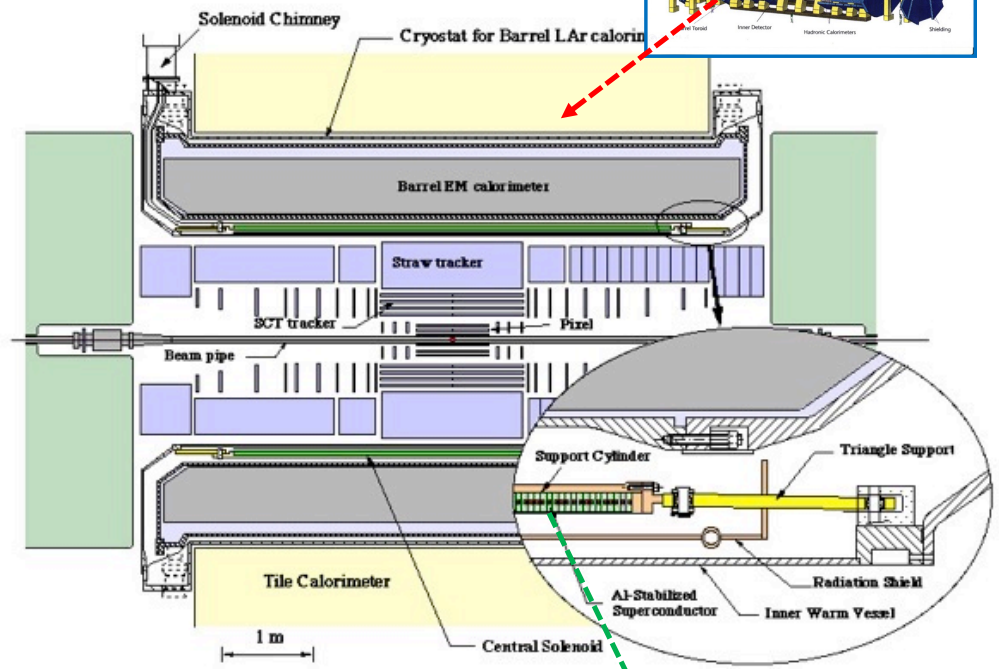 Solenoid Chimney
Inner Detector
Hadronic Calorimeters
Shielding
Cryostat for Barrel LAr
Barrel EM calorimeter
Straw tracker
SCT tracker
Pixel
Beam pipe
Support Cylinder
Triangle Support
Tile Calorimeter
Radiation Shield
Al-Stabilized
Superconductor
Inner Warm Vessel
1 m
Central Solenoid